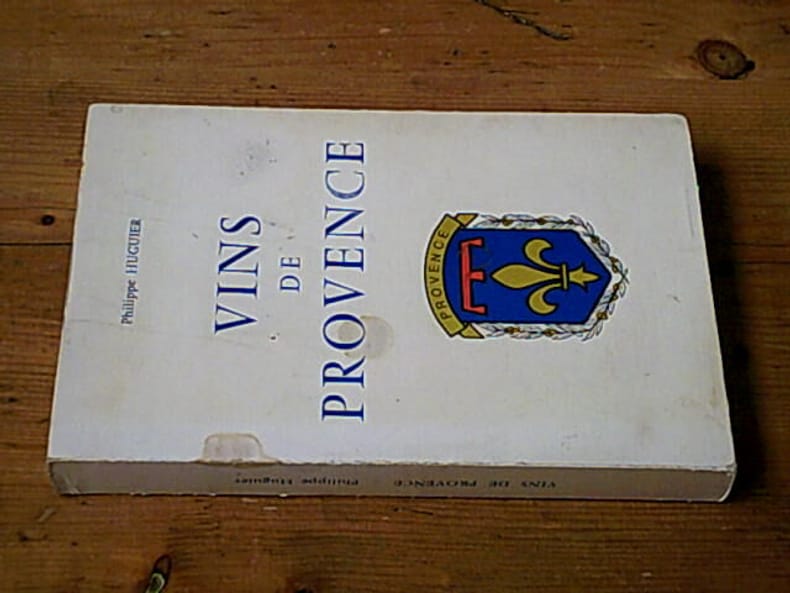 Philippe HUGUIER
VINS
DE
PROVENCE
PROVENCE
VINS DE PROVENCE Philippe Huguier